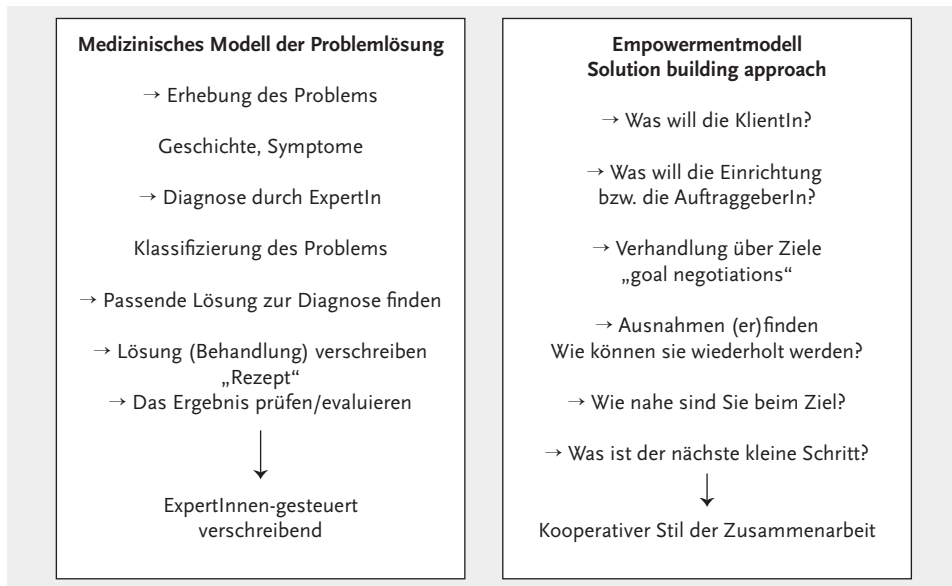 Medizinisches Modell der Problemlösung
→ Erhebung des Problems
Geschichte, Symptome
→ Diagnose durch ExpertIn
Klassifizierung des Problems
→ Passende Lösung zur Diagnose finden
→ Lösung (Behandlung) verschreiben
„Rezept“
→ Das Ergebnis prüfen/evaluieren
ExpertInnen-gesteuert
verschreibend
Empowermentmodell
Solution building approach
→ Was will die KlientIn?
→ Was will die Einrichtung
bzw. die AuftraggeberIn?
→ Verhandlung über Ziele
„goal negotiations“
→ Ausnahmen (er)finden
Wie können sie wiederholt werden?
→ Wie nahe sind Sie beim Ziel?
→ Was ist der nächste kleine Schritt?
Kooperativer Stil der Zusammenarbeit